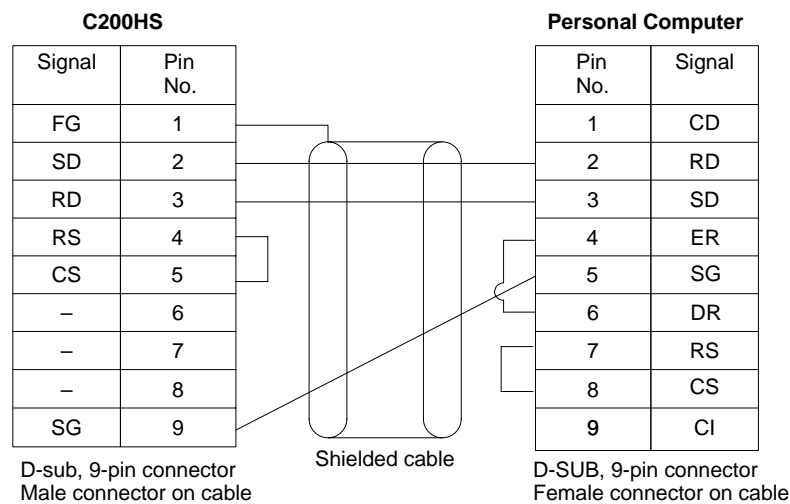 C200HS Personal Computer
Signal Pin No. Pin No. Signal
FG 1 1 CD
SD 2 2 RD
RD 3 3 SD
RS 4 4 ER
CS 5 5 SG
– 6 6 DR
– 7 7 RS
– 8 8 CS
SG 9 9 CI
Shielded cable
D-sub, 9-pin connector
Male connector on cable
D-SUB, 9-pin connector
Female connector on cable